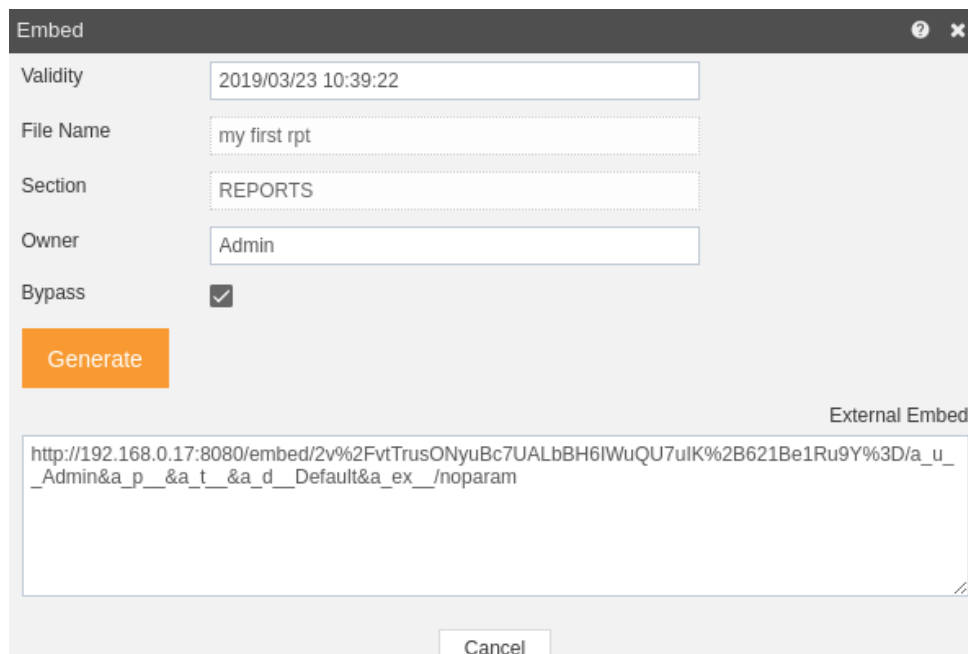 Embed
Validity
2019/03/23 10:39:22
File Name
my first rpt
Section
REPORTS
Owner
Admin
Bypass
Generate
External Embed
http://192.168.0.17:8080/embed/2v%2FvtTrusONyuBc7UALbBH6IWuQU7uIK%2B621Be1Ru9Y%3D/a_u_
_Admin&a_p__&a_t__&a_d__Default&a_ex__/noparam
Cancel